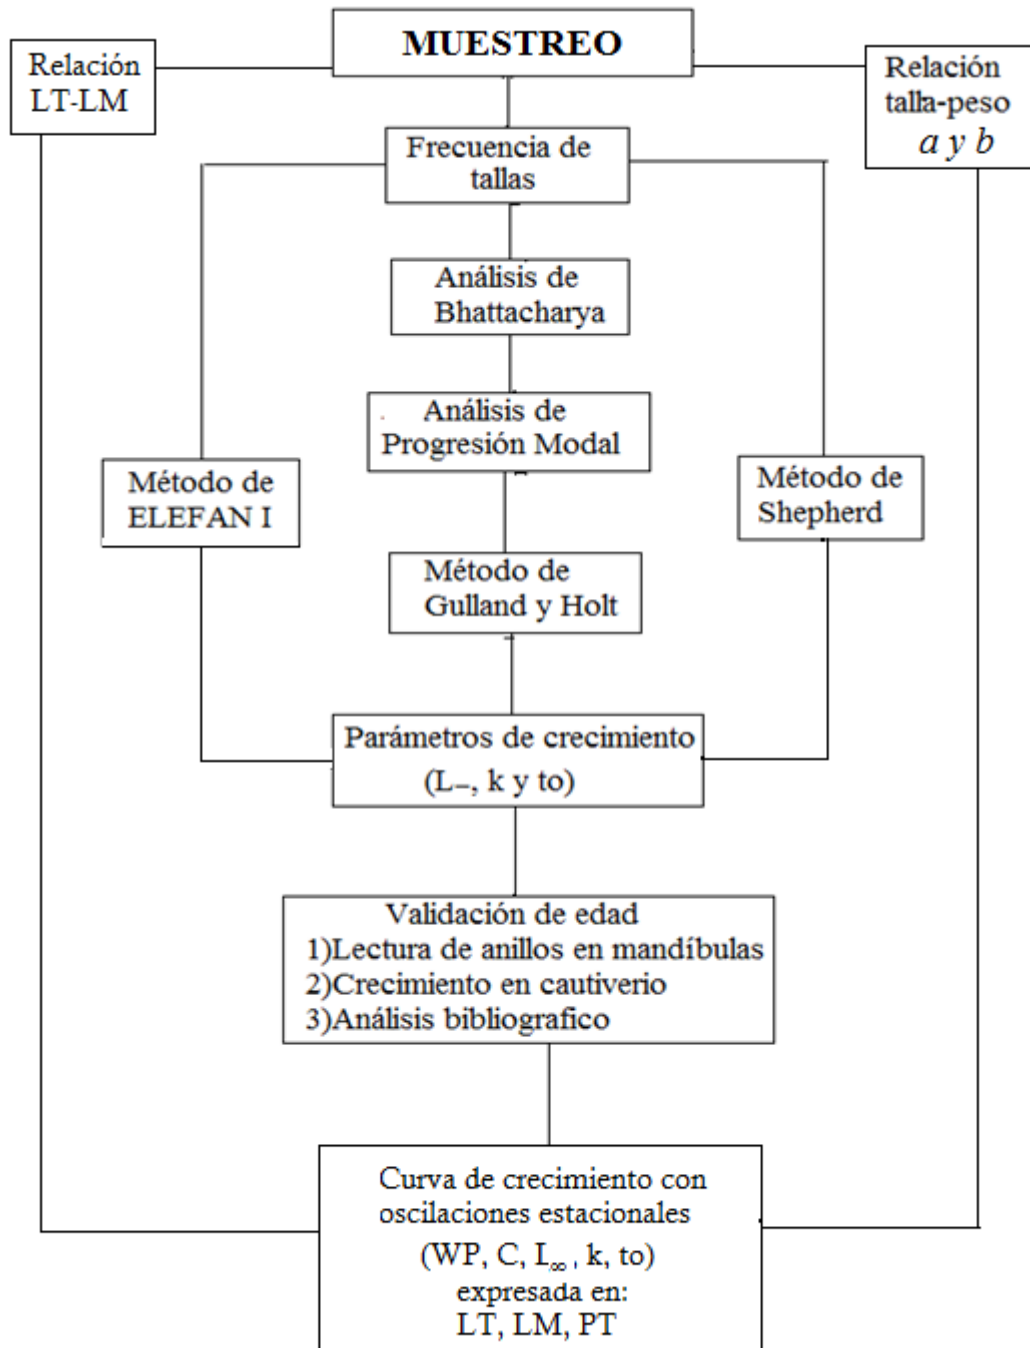 MUESTREO
Relación
LT-LM
Relación
talla-peso
a y b
Frecuencia de
tallas
Análisis de
Bhattacharya
Análisis de
Progresión Modal
Método de
ELEFAN I
Método de
Shepherd
Método de
Gulland y Holt
Parámetros de crecimiento
(L–, k y to)
Validación de edad
1)Lectura de anillos en mandíbulas
2)Crecimiento en cautiverio
3)Análisis bibliografico
Curva de crecimiento con
oscilaciones estacionales
(WP, C, L∞, k, to)
expresada en:
LT, LM, PT